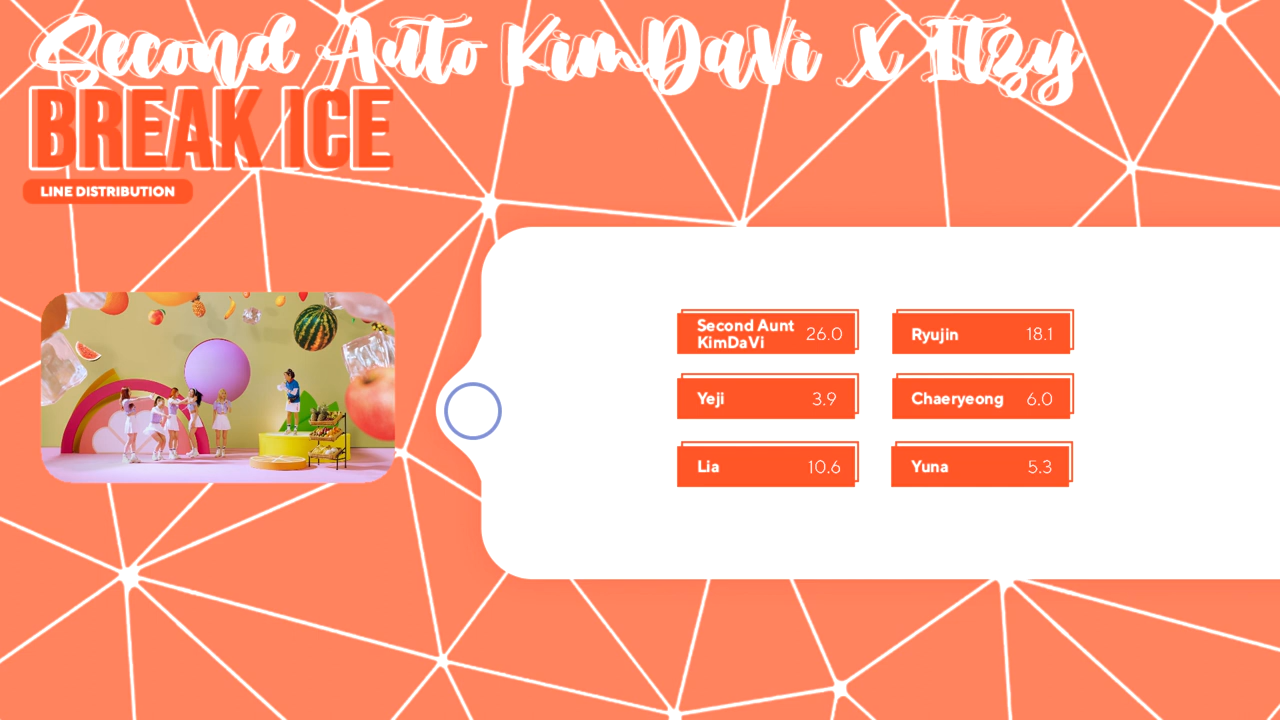 Second Auto KimDaVi X Itzy
BREAK ICE
LINE DISTRIBUTION
Second Aunt KimDaVi 26.0
Ryujin 18.1
Yeji 3.9
Chaeryeong 6.0
Lia 10.6
Yuna 5.3